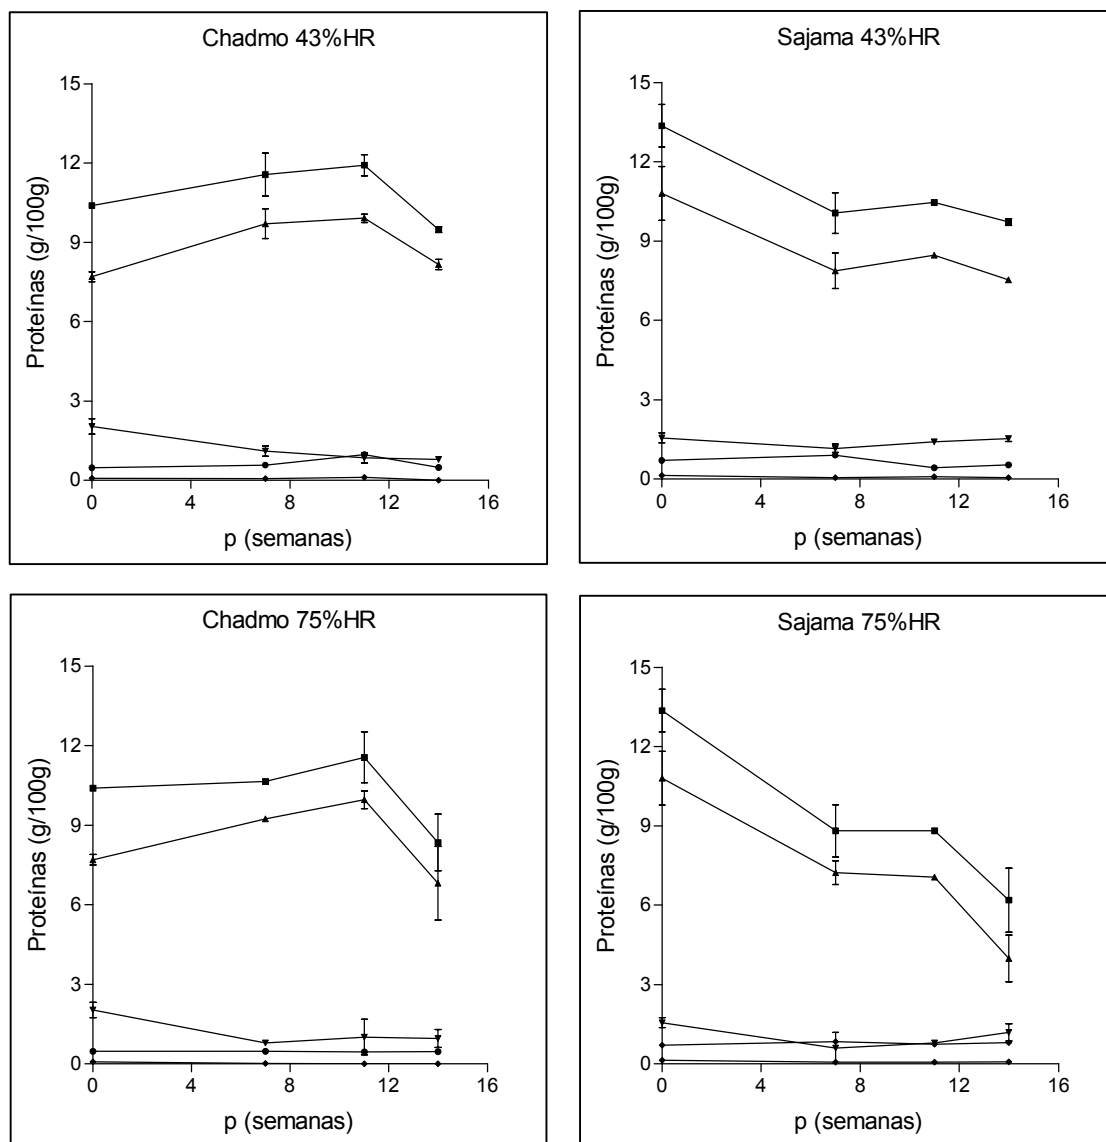 Chadmo 43%HR
Proteínas (g/100g)
15
12
9
6
3
0
0 4 8 12 16
p (semanas)
Sajama 43%HR
Proteínas (g/100g)
15
12
9
6
3
0
0 4 8 12 16
p (semanas)
Chadmo 75%HR
Proteínas (g/100g)
15
12
9
6
3
0
0 4 8 12 16
p (semanas)
Sajama 75%HR
Proteínas (g/100g)
15
12
9
6
3
0
0 4 8 12 16
p (semanas)